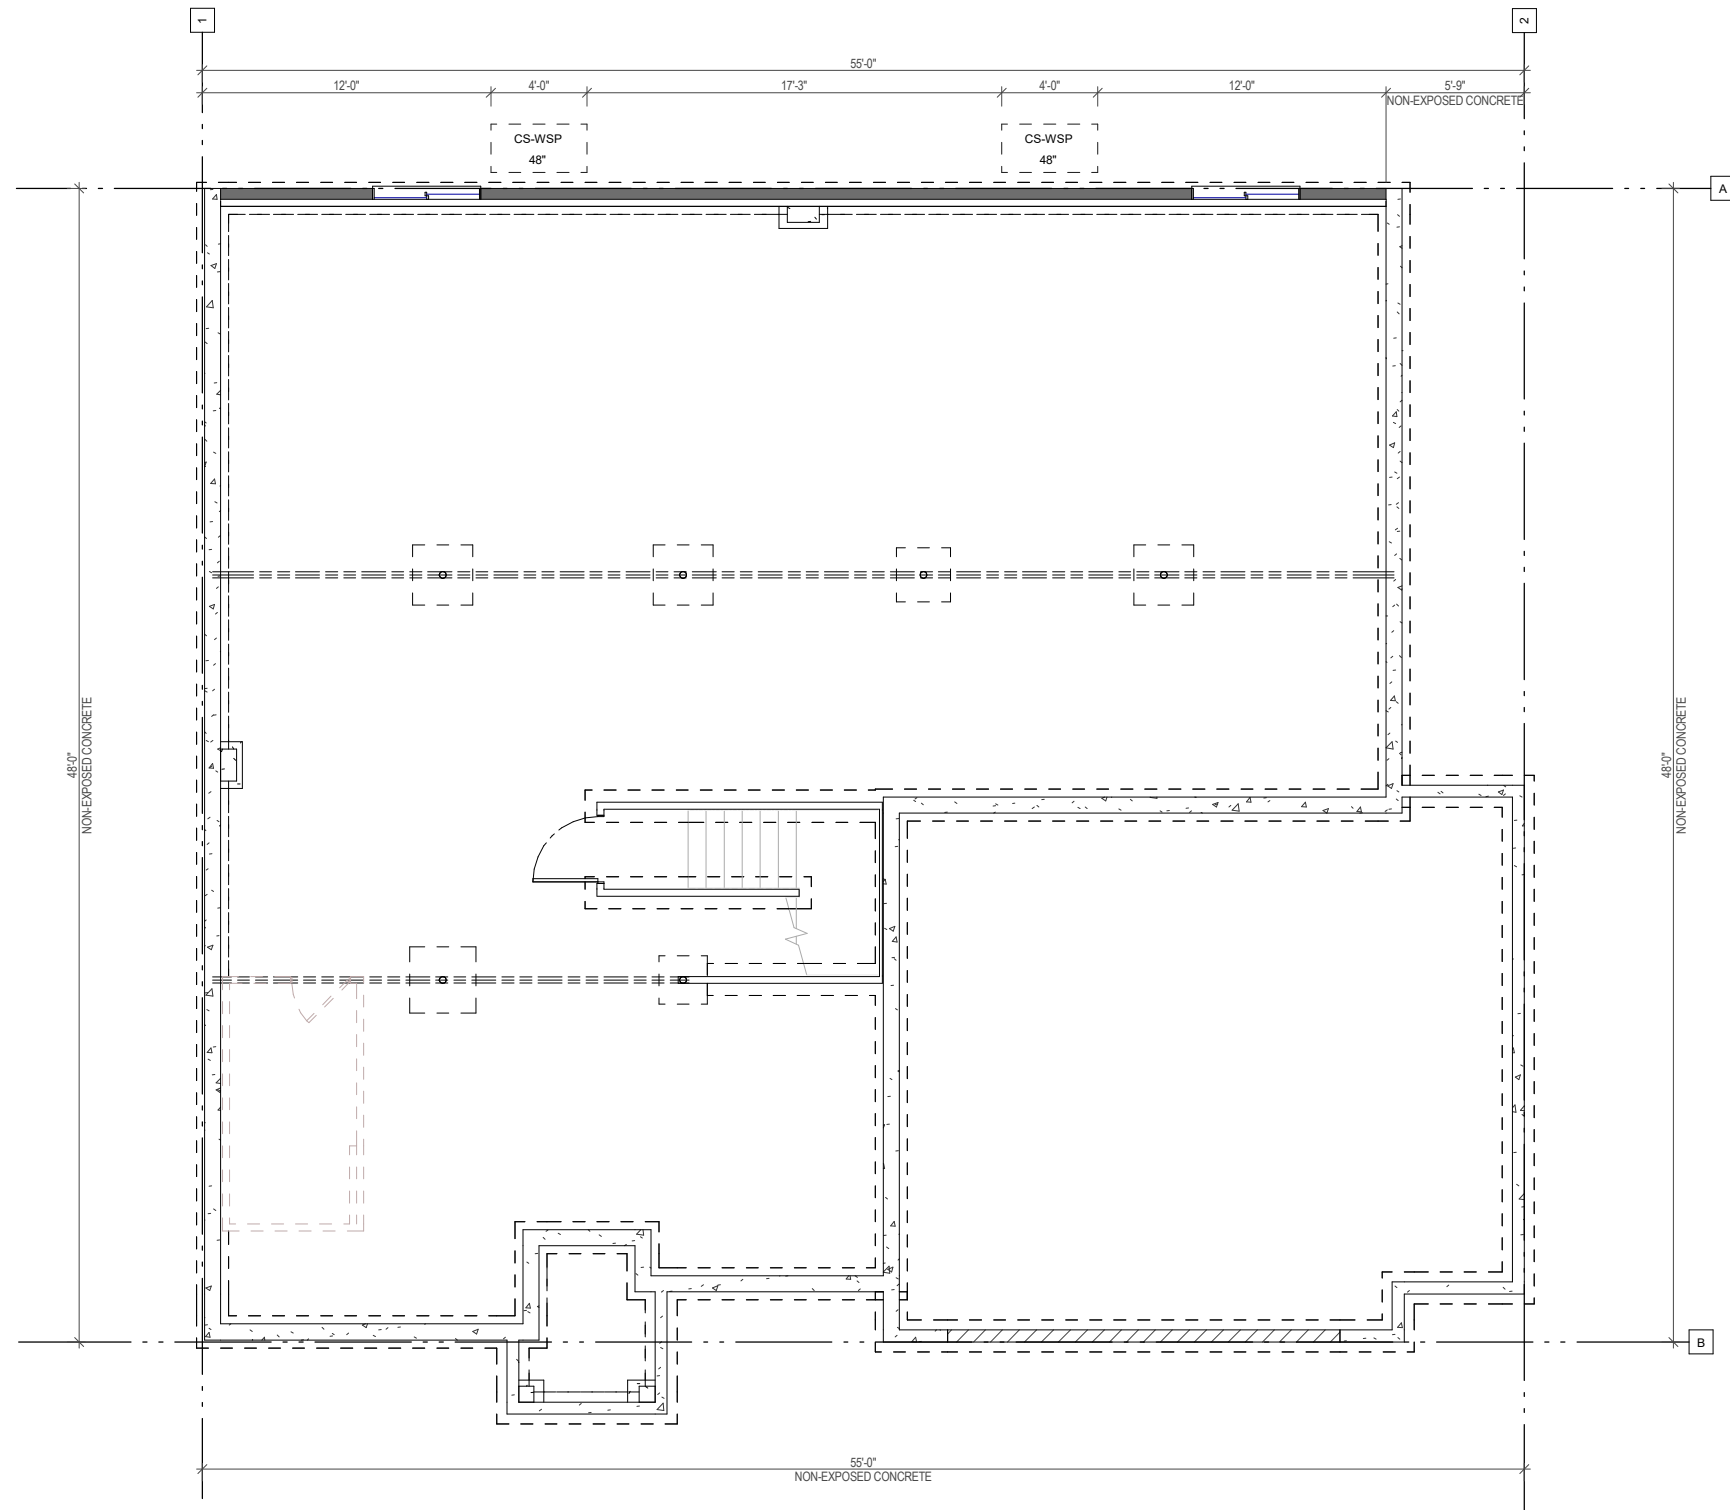 1
2
55'-0"
12'-0"
4'-0"
17'-3"
4'-0"
12'-0"
5'-9"
NON-EXPOSED CONCRETE
CS-WSP
48"
CS-WSP
48"
A
48'-0"
NON-EXPOSED CONCRETE
48'-0"
NON-EXPOSED CONCRETE
B
55'-0"
NON-EXPOSED CONCRETE